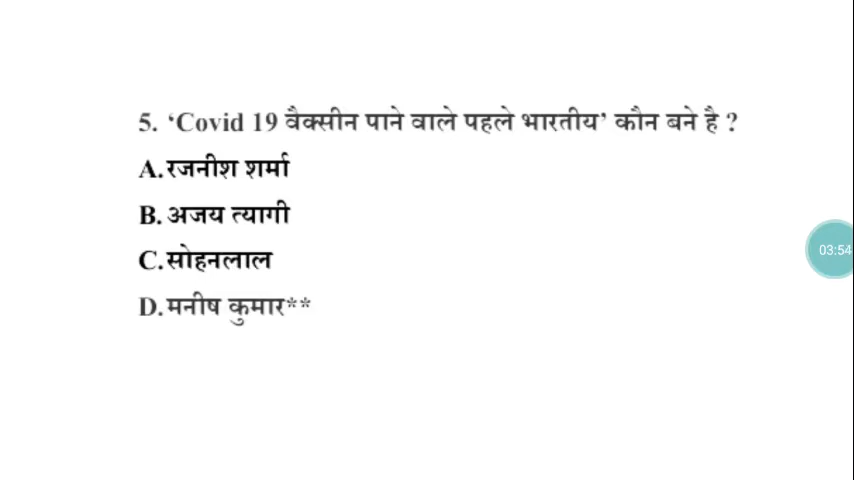 5. ‘Covid 19 वैक्सीन पाने वाले पहले भारतीय’ कौन बने है ?
A.रजनीश शर्मा
B. अजय त्यागी
C.सोहनलाल
D.मनीष कुमार**
03:54